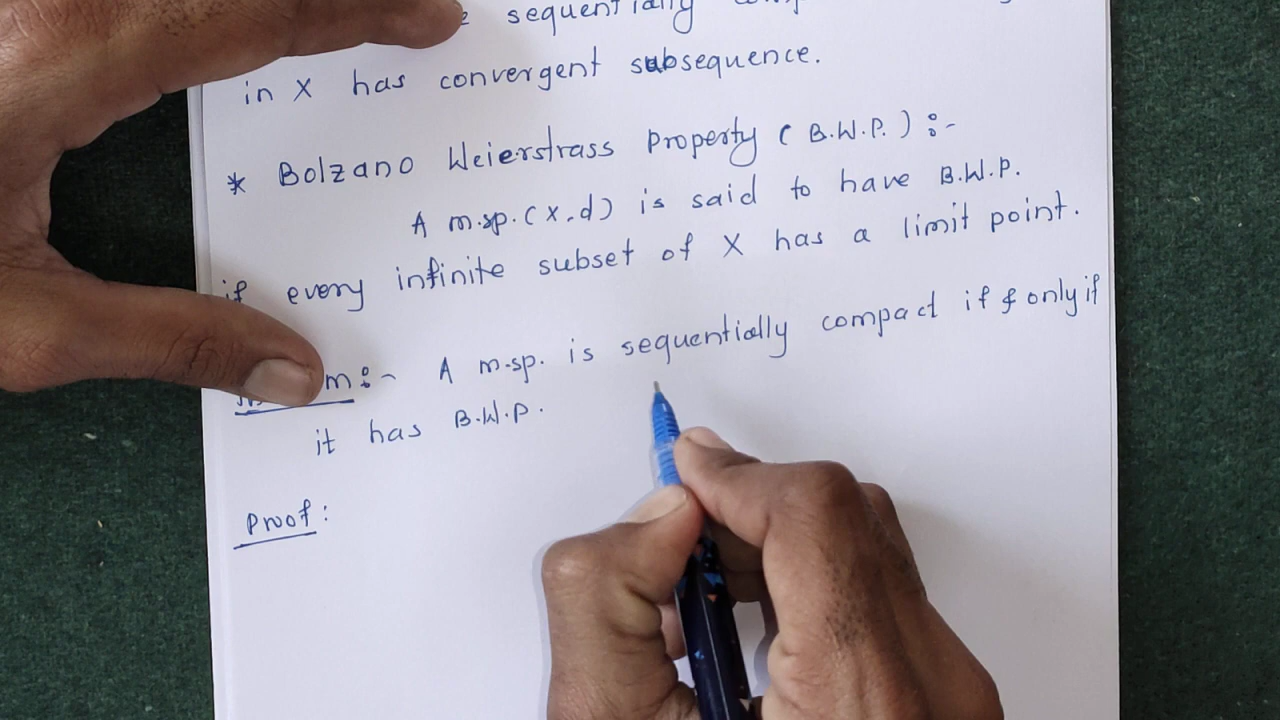 sequentially
in X has convergent subsequence.
* Bolzano Weierstrass Property ( B.W.P. ) :-
A m.sp. (X,d) is said to have B.W.P.
if every infinite subset of X has a limit point.
m :- A m.sp. is sequentially compact if & only if
it has B.W.P.
Proof :